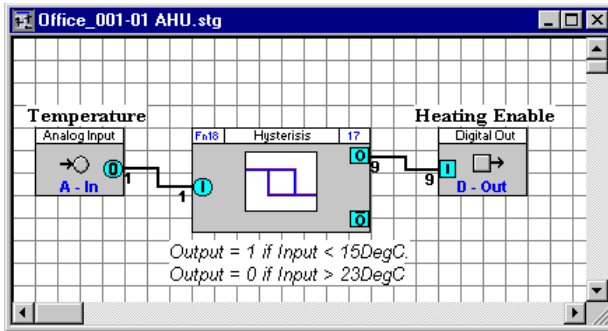 Office_001-01 AHU.stg
Temperature
Heating Enable
Analog Input
Fn18 Hysterisis 17
Digital Out
O
A - In
1
1
I
O
9
O
9
I
D - Out
Output = 1 if Input < 15DegC.
Output = 0 if Input > 23DegC